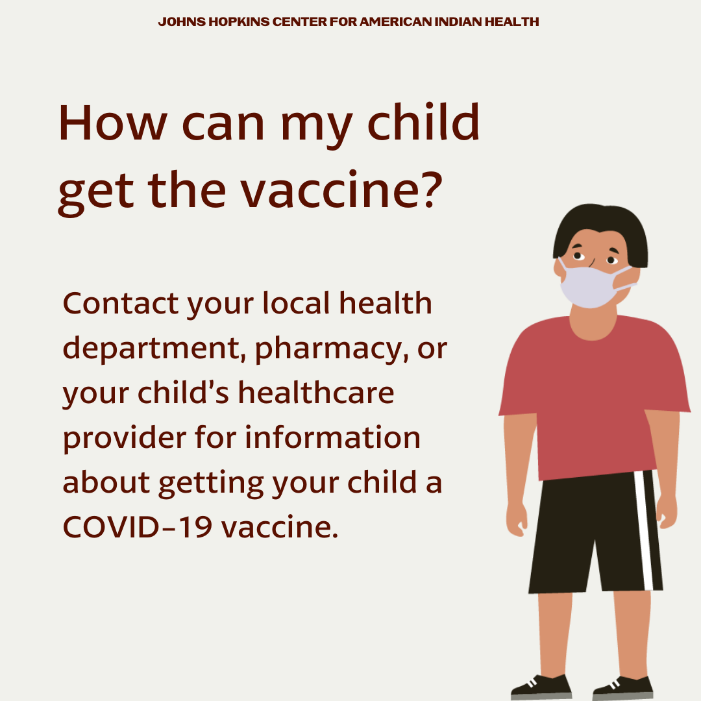 JOHNS HOPKINS CENTER FOR AMERICAN INDIAN HEALTH
How can my child
get the vaccine?
Contact your local health
department, pharmacy, or
your child's healthcare
provider for information
about getting your child a
COVID-19 vaccine.